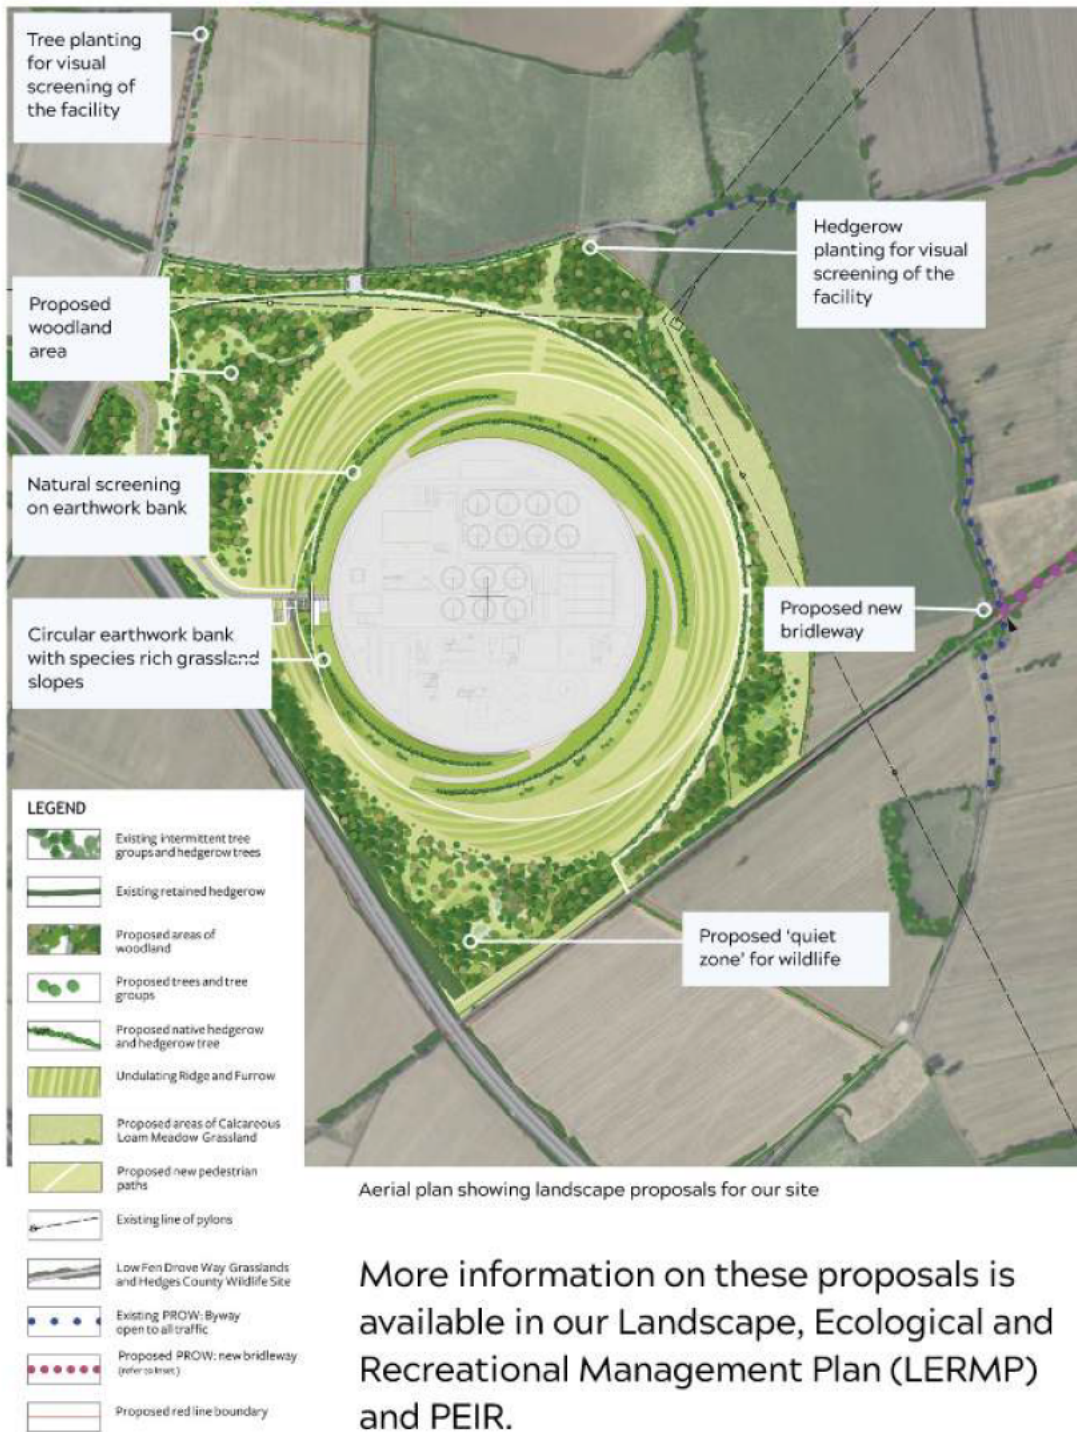 Tree planting
for visual
screening of
the facility
Hedgerow
planting for visual
screening of the
facility
Proposed
woodland
area
Natural screening
on earthwork bank
Proposed new
bridleway
Circular earthwork bank
with species rich grassland
slopes
Proposed 'quiet
zone' for wildlife
LEGEND
Existing intermittent tree
groups and hedgerow trees
Existing retained hedgerow
Proposed areas of
woodland
Proposed trees and tree
groups
Proposed native hedgerow
and hedgerow tree
Undulating Ridge and Furrow
Proposed areas of Calcareous
Loam Meadow Grassland
Proposed new pedestrian
paths
Existing line of pylons
Low Fen Drove Way Grasslands
and Hedges County Wildlife Site
Existing PROW: Byway
open to all traffic
Proposed PROW: new bridleway
(refer to Inset)
Proposed red line boundary
Aerial plan showing landscape proposals for our site
More information on these proposals is
available in our Landscape, Ecological and
Recreational Management Plan (LERMP)
and PEIR.